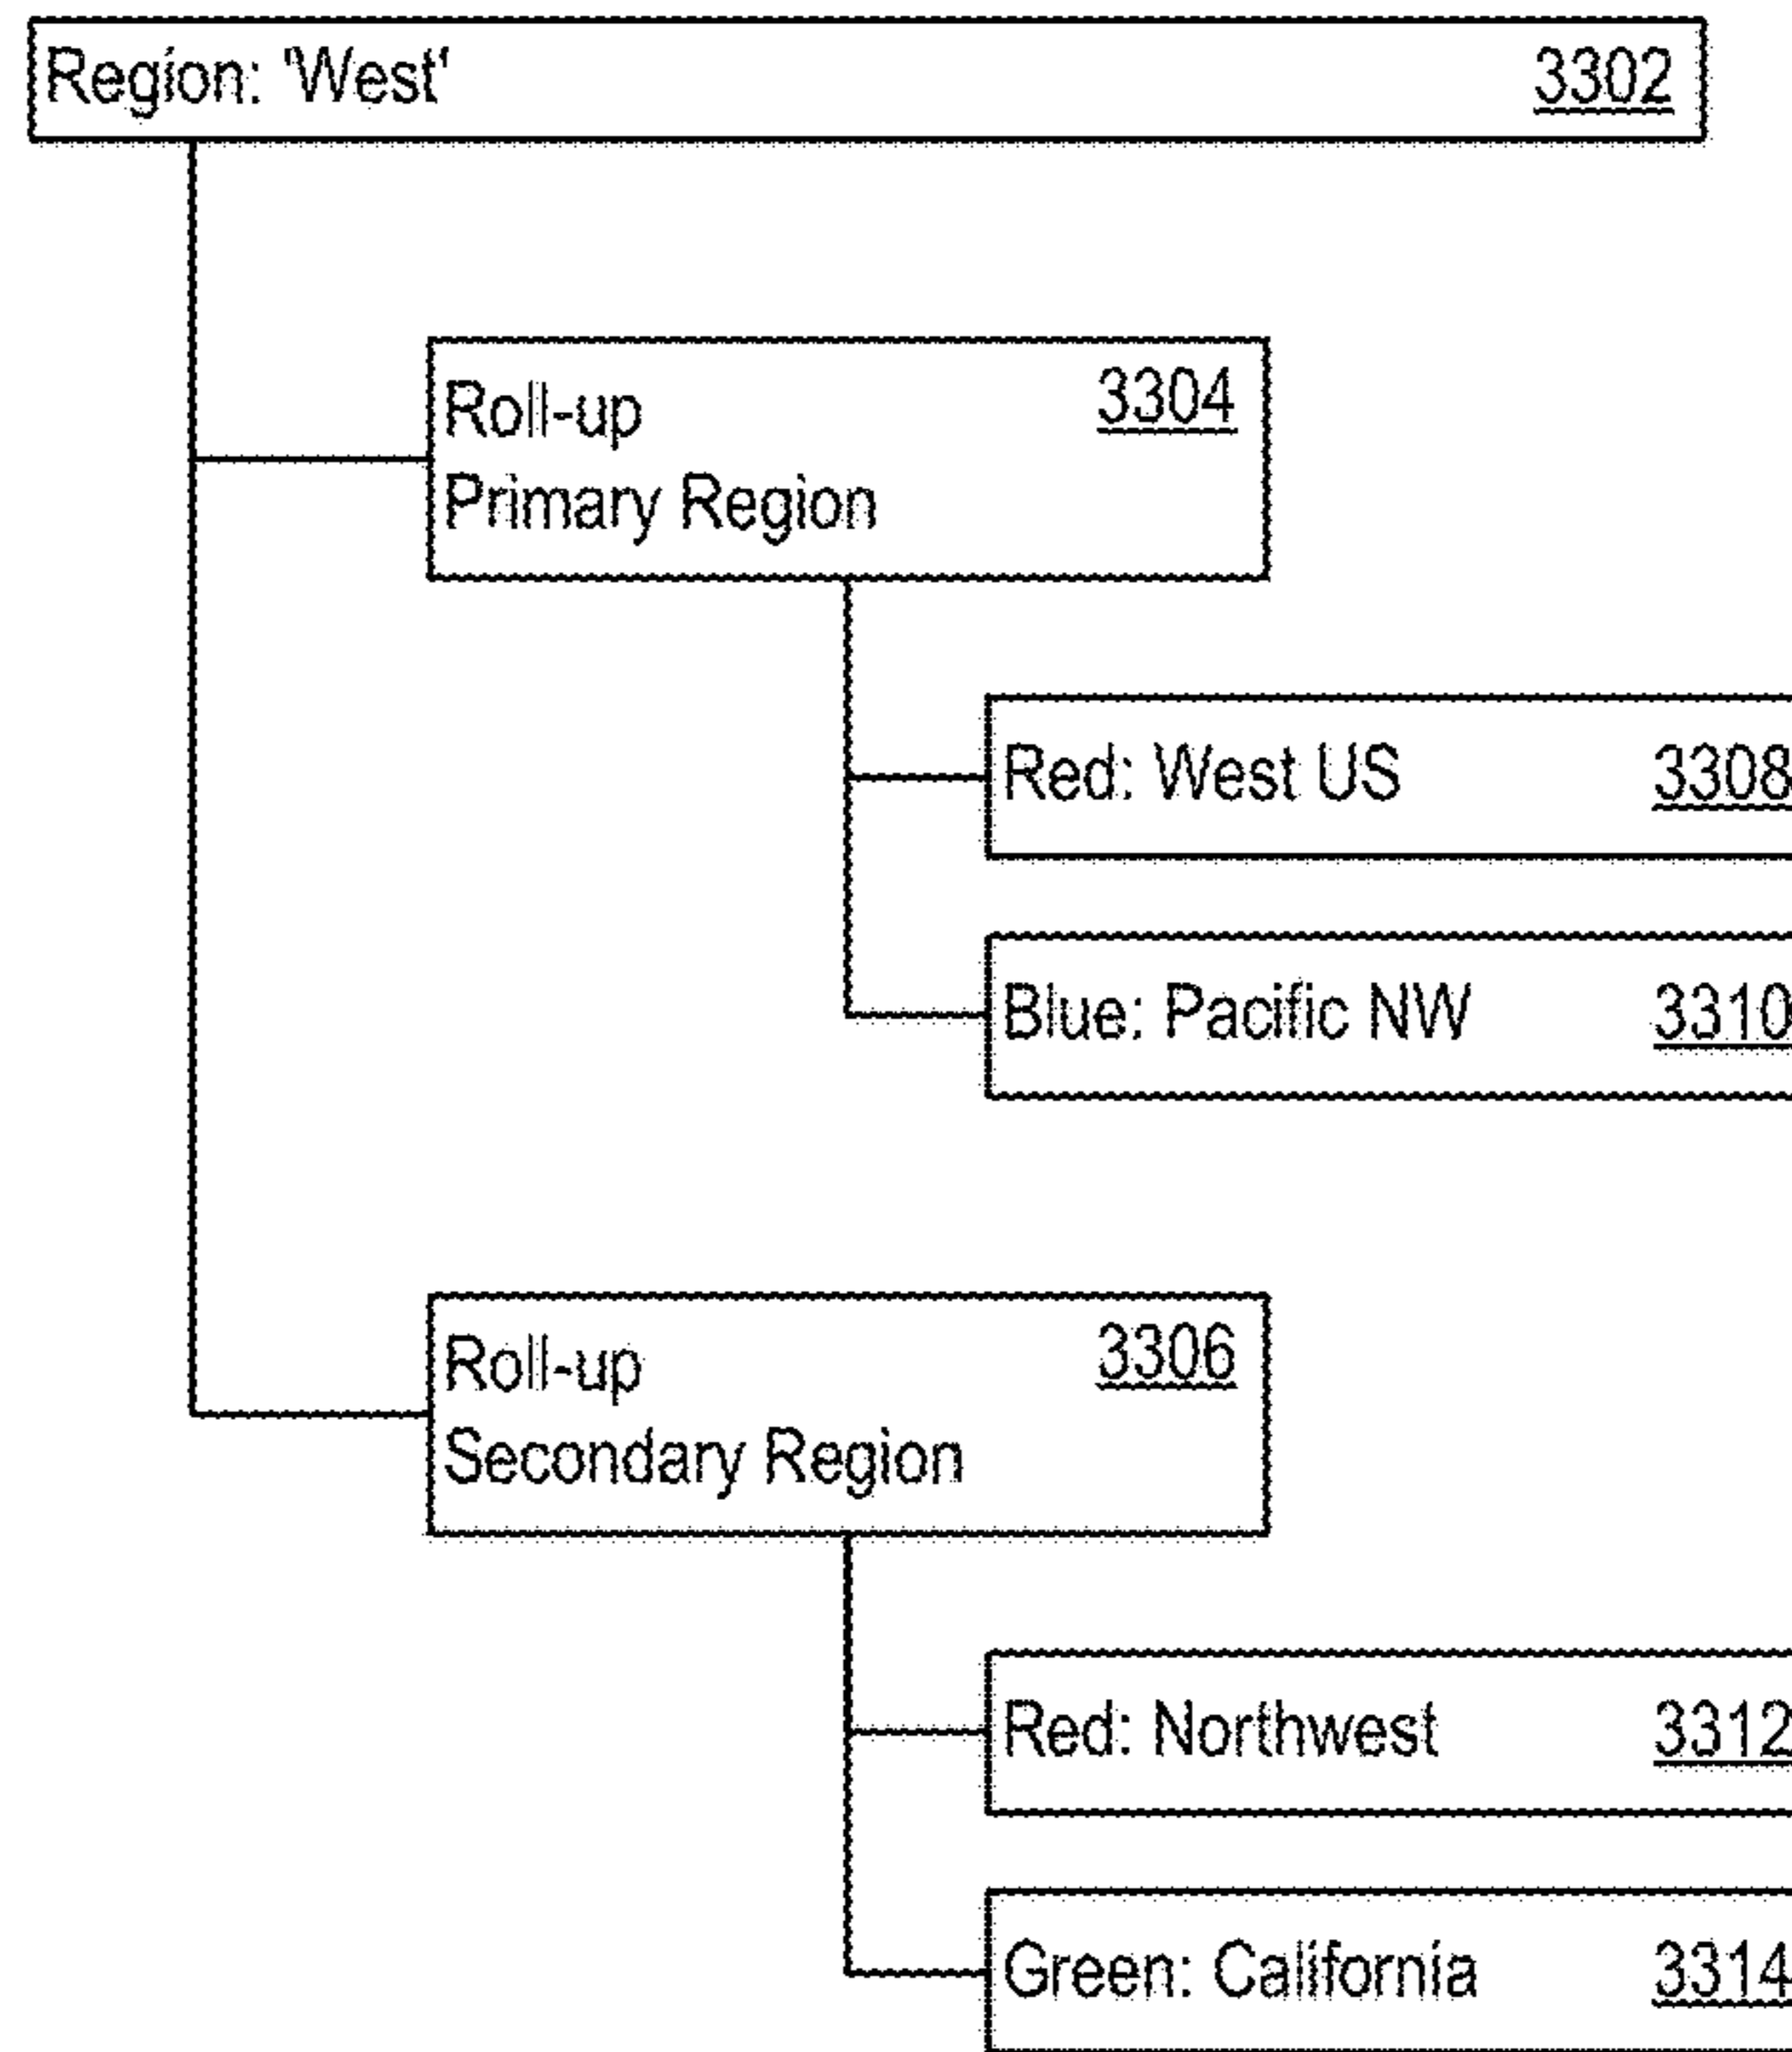 Region: 'West' 3302
Roll-up 3304
Primary Region
Red: West US 3308
Blue: Pacific NW 3310
Roll-up 3306
Secondary Region
Red: Northwest 3312
Green: California 3314